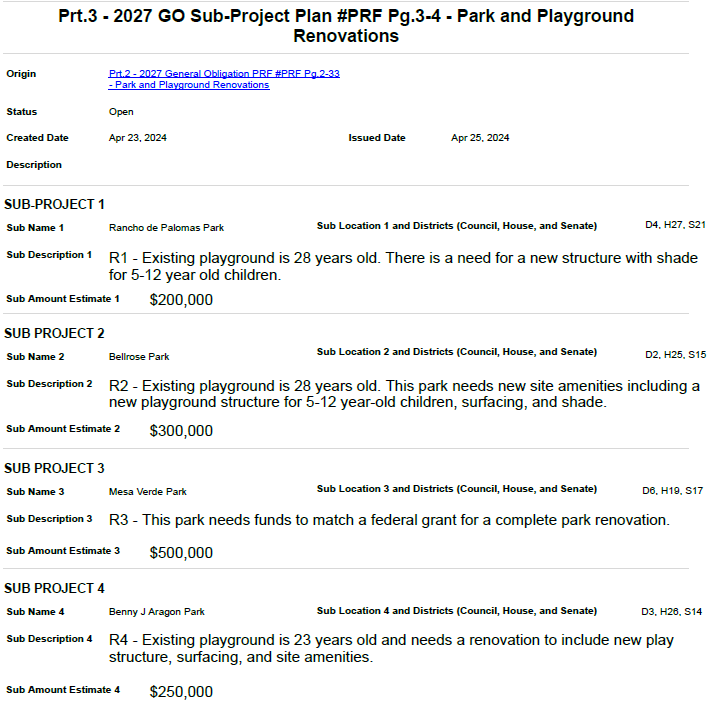 Prt.3 - 2027 GO Sub-Project Plan #PRF Pg.3-4 - Park and Playground
Renovations
Origin
Prt.2 - 2027 General Obligation PRF #PRF Pg.2-33
- Park and Playground Renovations
Status Open
Created Date Apr 23, 2024 Issued Date Apr 25, 2024
Description
SUB-PROJECT 1
Sub Name 1 Rancho de Palomas Park Sub Location 1 and Districts (Council, House, and Senate) D4, H27, S21
Sub Description 1 R1 - Existing playground is 28 years old. There is a need for a new structure with shade
for 5-12 year old children.
Sub Amount Estimate 1 $200,000
SUB PROJECT 2
Sub Name 2 Bellrose Park Sub Location 2 and Districts (Council, House, and Senate) D2, H25, S15
Sub Description 2 R2 - Existing playground is 28 years old. This park needs new site amenities including a
new playground structure for 5-12 year-old children, surfacing, and shade.
Sub Amount Estimate 2 $300,000
SUB PROJECT 3
Sub Name 3 Mesa Verde Park Sub Location 3 and Districts (Council, House, and Senate) D6, H19, S17
Sub Description 3 R3 - This park needs funds to match a federal grant for a complete park renovation.
Sub Amount Estimate 3 $500,000
SUB PROJECT 4
Sub Name 4 Benny J Aragon Park Sub Location 4 and Districts (Council, House, and Senate) D3, H26, S14
Sub Description 4 R4 - Existing playground is 23 years old and needs a renovation to include new play
structure, surfacing, and site amenities.
Sub Amount Estimate 4 $250,000